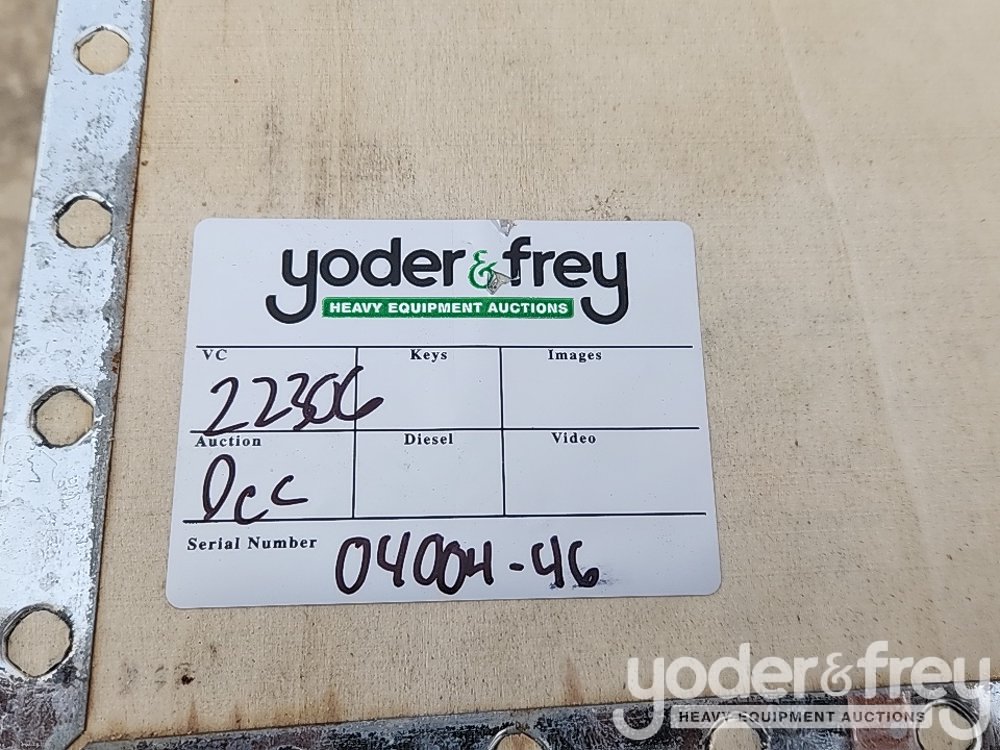 yoder & frey
HEAVY EQUIPMENT AUCTIONS
VC Keys Images
22306
Auction Diesel Video
Occ
Serial Number 04004-46
yoder & frey
HEAVY EQUIPMENT AUCTIONS